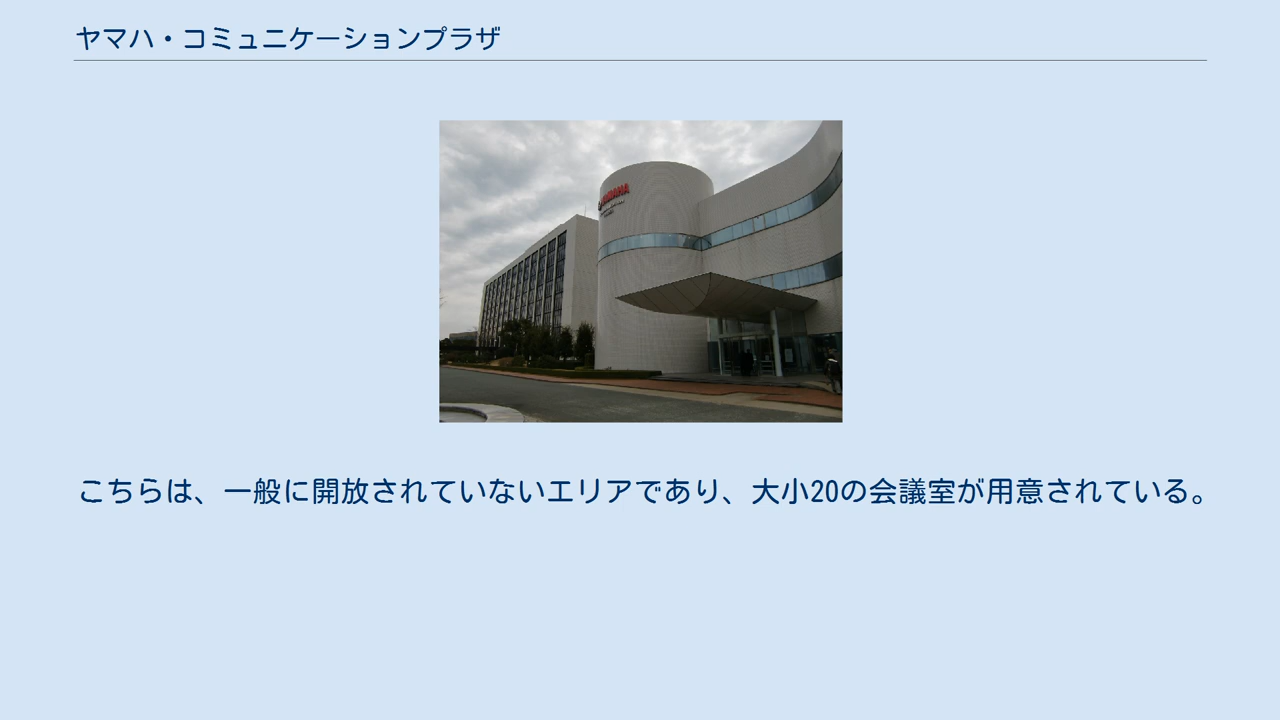 ヤマハ・コミュニケーションプラザ
YAMAHA
こちらは、一般に開放されていないエリアであり、大小20の会議室が用意されている。